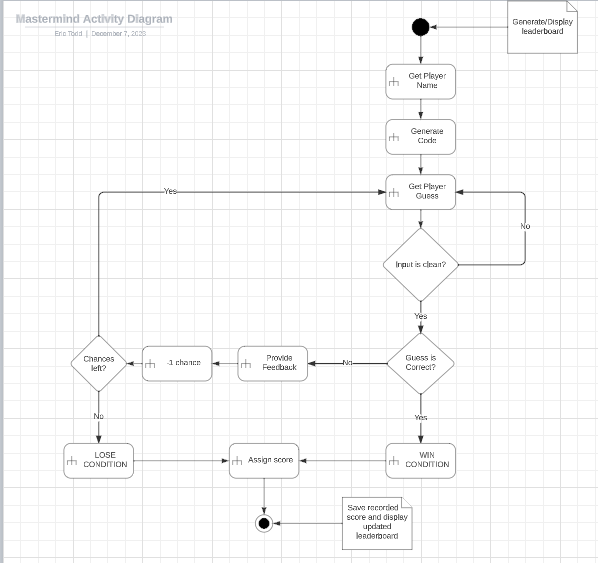 Mastermind Activity Diagram
Eric Todd | December 7, 2023
Generate/Display
leaderboard
Get Player
Name
Generate
Code
Get Player
Guess
Yes
No
Input is clean?
Yes
Chances
left?
-1 chance
Provide
Feedback
No
Guess is
Correct?
No
Yes
LOSE
CONDITION
Assign score
WIN
CONDITION
Save recorded
score and display
updated
leaderboard